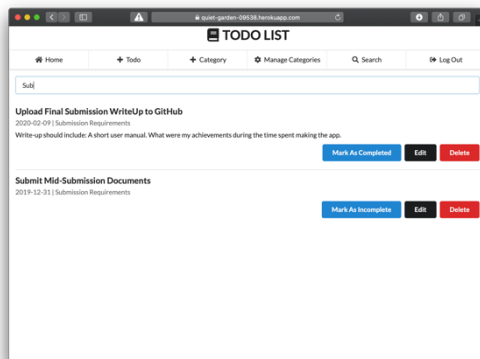 quiet-garden-09538.herokuapp.com
TODO LIST
Home
Todo
Category
Manage Categories
Search
Log Out
Sub
Upload Final Submission WriteUp to GitHub
2020-02-09 | Submission Requirements
Write-up should include: A short user manual. What were my achievements during the time spent making the app.
Mark As Completed
Edit
Delete
Submit Mid-Submission Documents
2019-12-31 | Submission Requirements
Mark As Incomplete
Edit
Delete